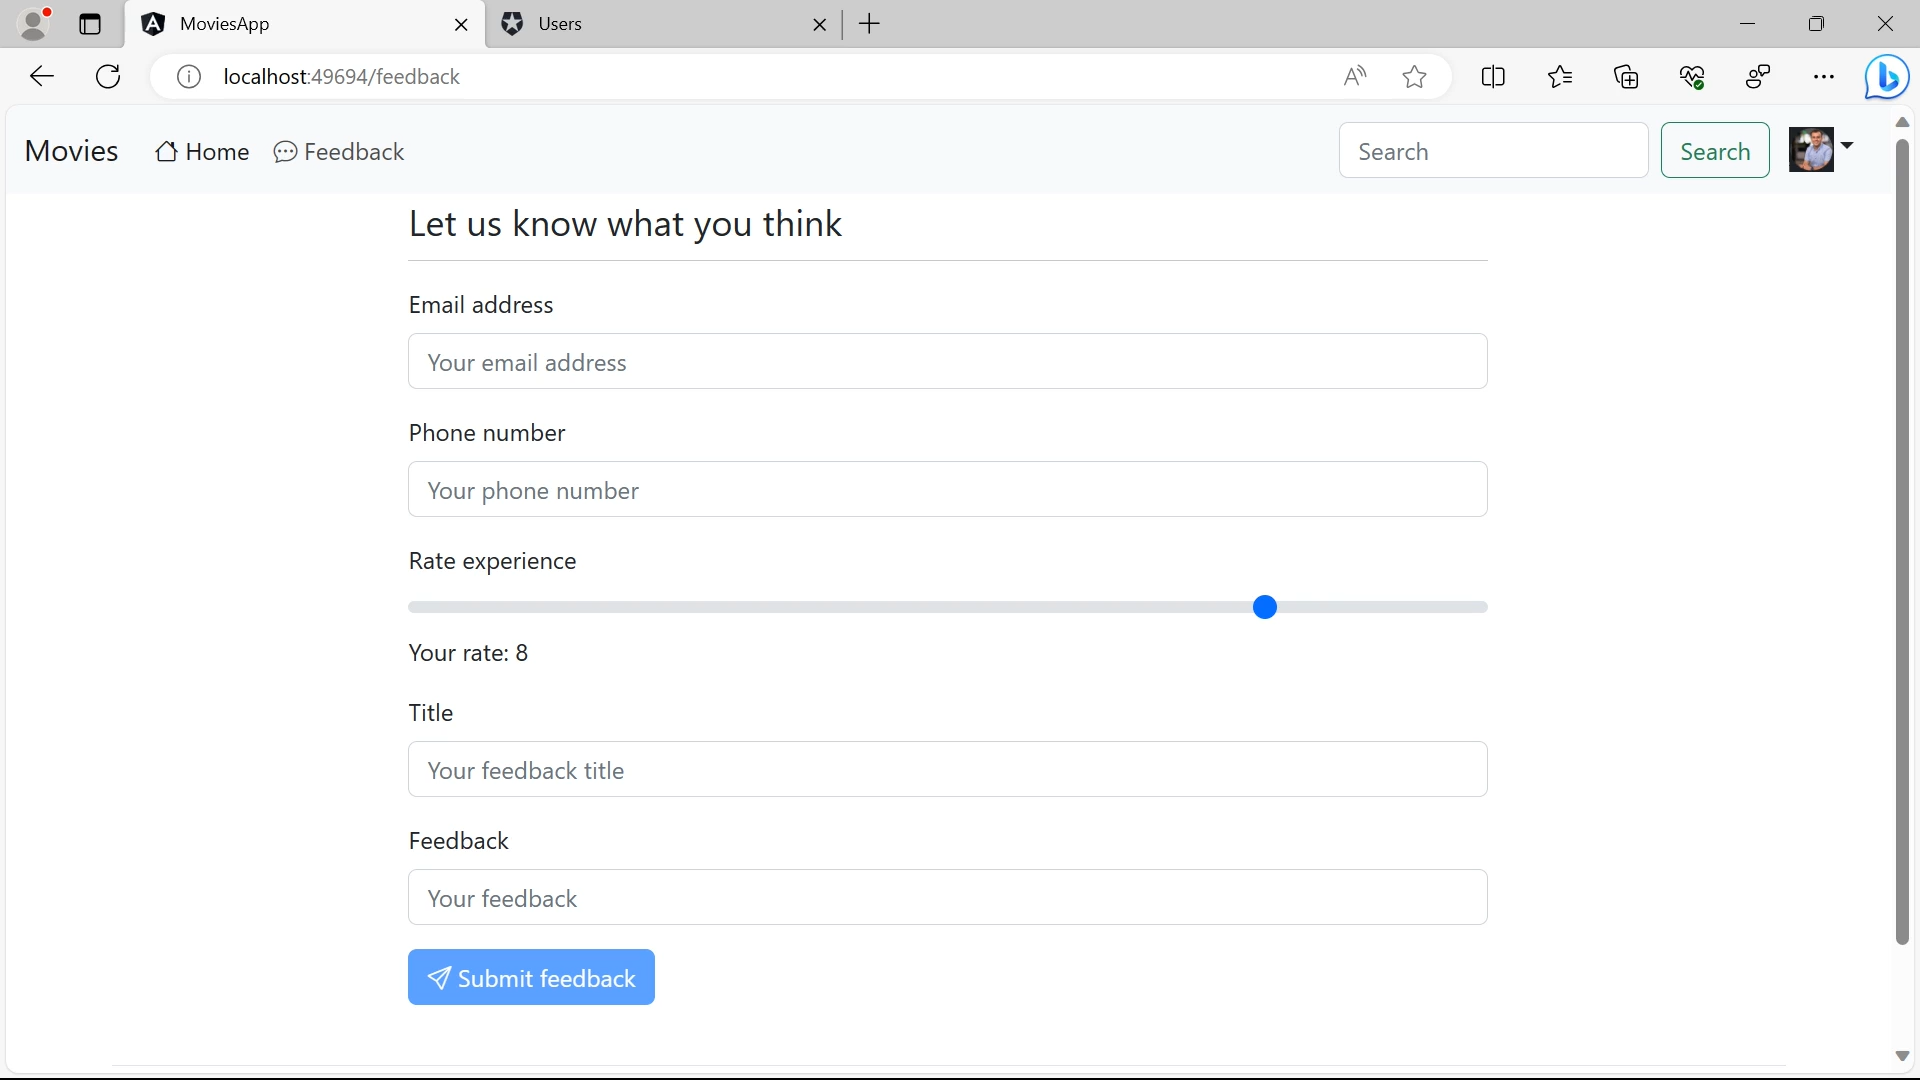 MoviesApp
Users
localhost:49694/feedback
Movies
Home
Feedback
Search
Search
Let us know what you think
Email address
Your email address
Phone number
Your phone number
Rate experience
Your rate: 8
Title
Your feedback title
Feedback
Your feedback
Submit feedback